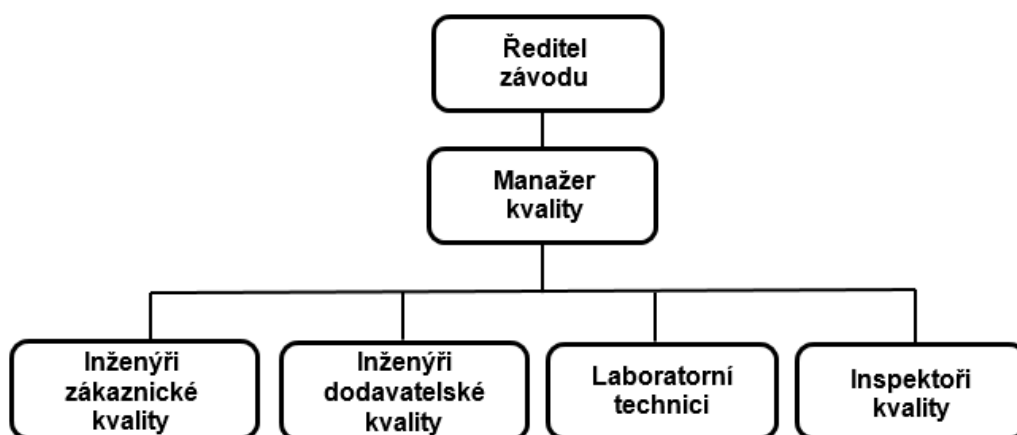 Ředitel
závodu
Manažer
kvality
Inženýři
zákaznické
kvality
Inženýři
dodavatelské
kvality
Laboratorní
technici
Inspektoři
kvality